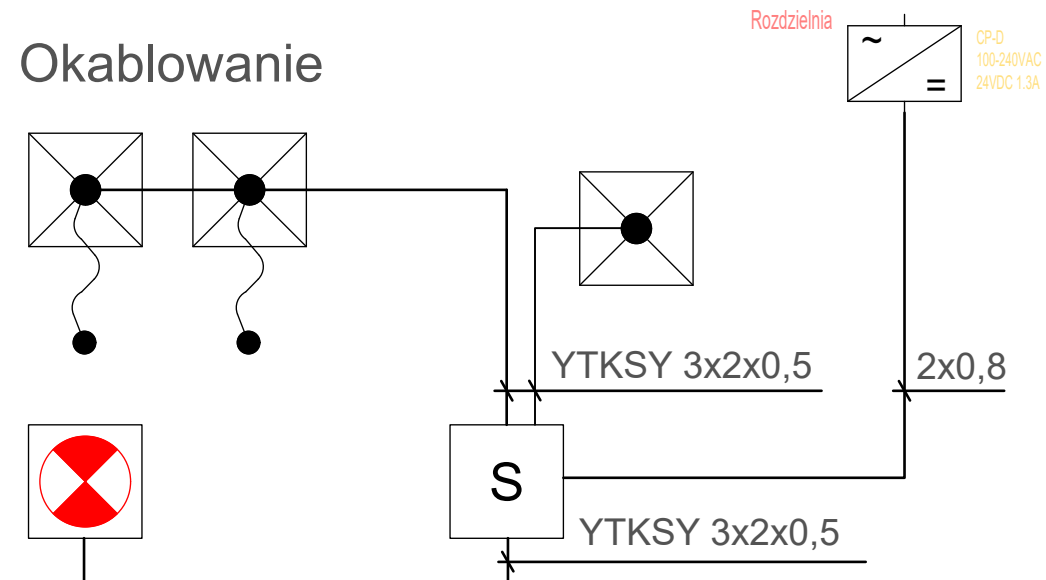 Rozdzielnia
Okablowanie
~
=
CP-D
100-240VAC
24VDC 1.3A
YTKSY 3x2x0,5
2x0,8
S
YTKSY 3x2x0,5